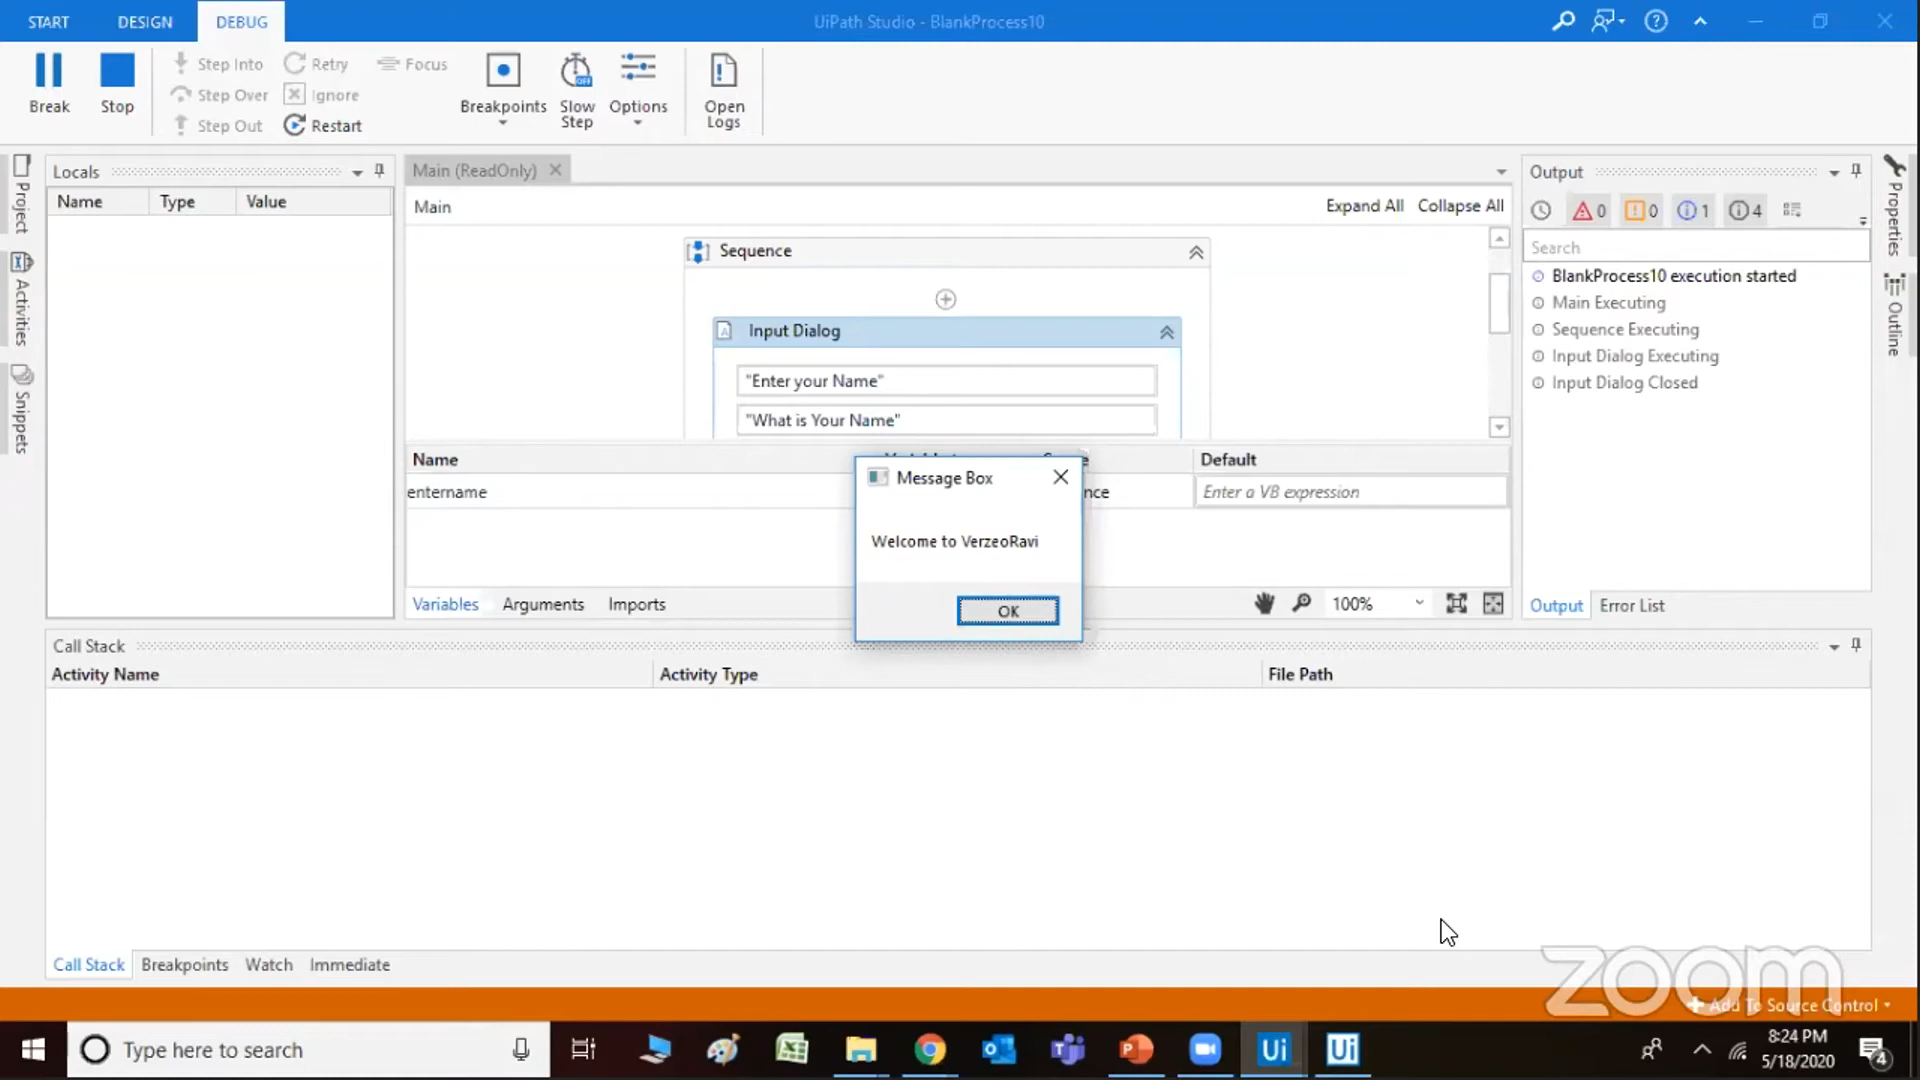 START DESIGN DEBUG
UiPath Studio - BlankProcess10
Break
Stop
Step Into
Step Over
Step Out
Retry
Ignore
Restart
Focus
Breakpoints
Slow
Step
Options
Open
Logs
Project
Activities
Snippets
Locals
Name Type Value
Main (ReadOnly)
Main
Expand All Collapse All
Sequence
Input Dialog
"Enter your Name"
"What is Your Name"
Name
Default
entername
nce
Enter a VB expression
Message Box
Welcome to VerzeoRavi
OK
Variables Arguments Imports
100%
Output
0 0 1 4
Search
BlankProcess10 execution started
Main Executing
Sequence Executing
Input Dialog Executing
Input Dialog Closed
Output Error List
Properties
Outline
Call Stack
Activity Name Activity Type File Path
Call Stack Breakpoints Watch Immediate
zoom
Add To Source Control
Type here to search
Ui Ui
8:24 PM
5/18/2020
4